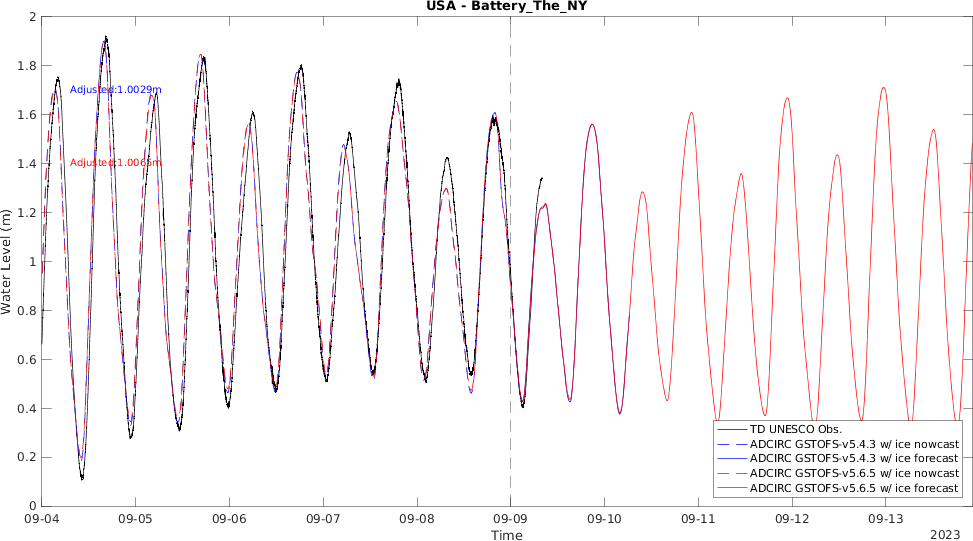 USA - Battery_The_NY
2
1.8
1.6
1.4
1.2
1
0.8
0.6
0.4
0.2
0
Water Level (m)
Adjusted:1.0029m
Adjusted:1.0065m
TD UNESCO Obs.
ADCIRC GSTOFS-v5.4.3 w/ ice nowcast
ADCIRC GSTOFS-v5.4.3 w/ ice forecast
ADCIRC GSTOFS-v5.6.5 w/ ice nowcast
ADCIRC GSTOFS-v5.6.5 w/ ice forecast
09-04 09-05 09-06 09-07 09-08 09-09 09-10 09-11 09-12 09-13
Time
2023